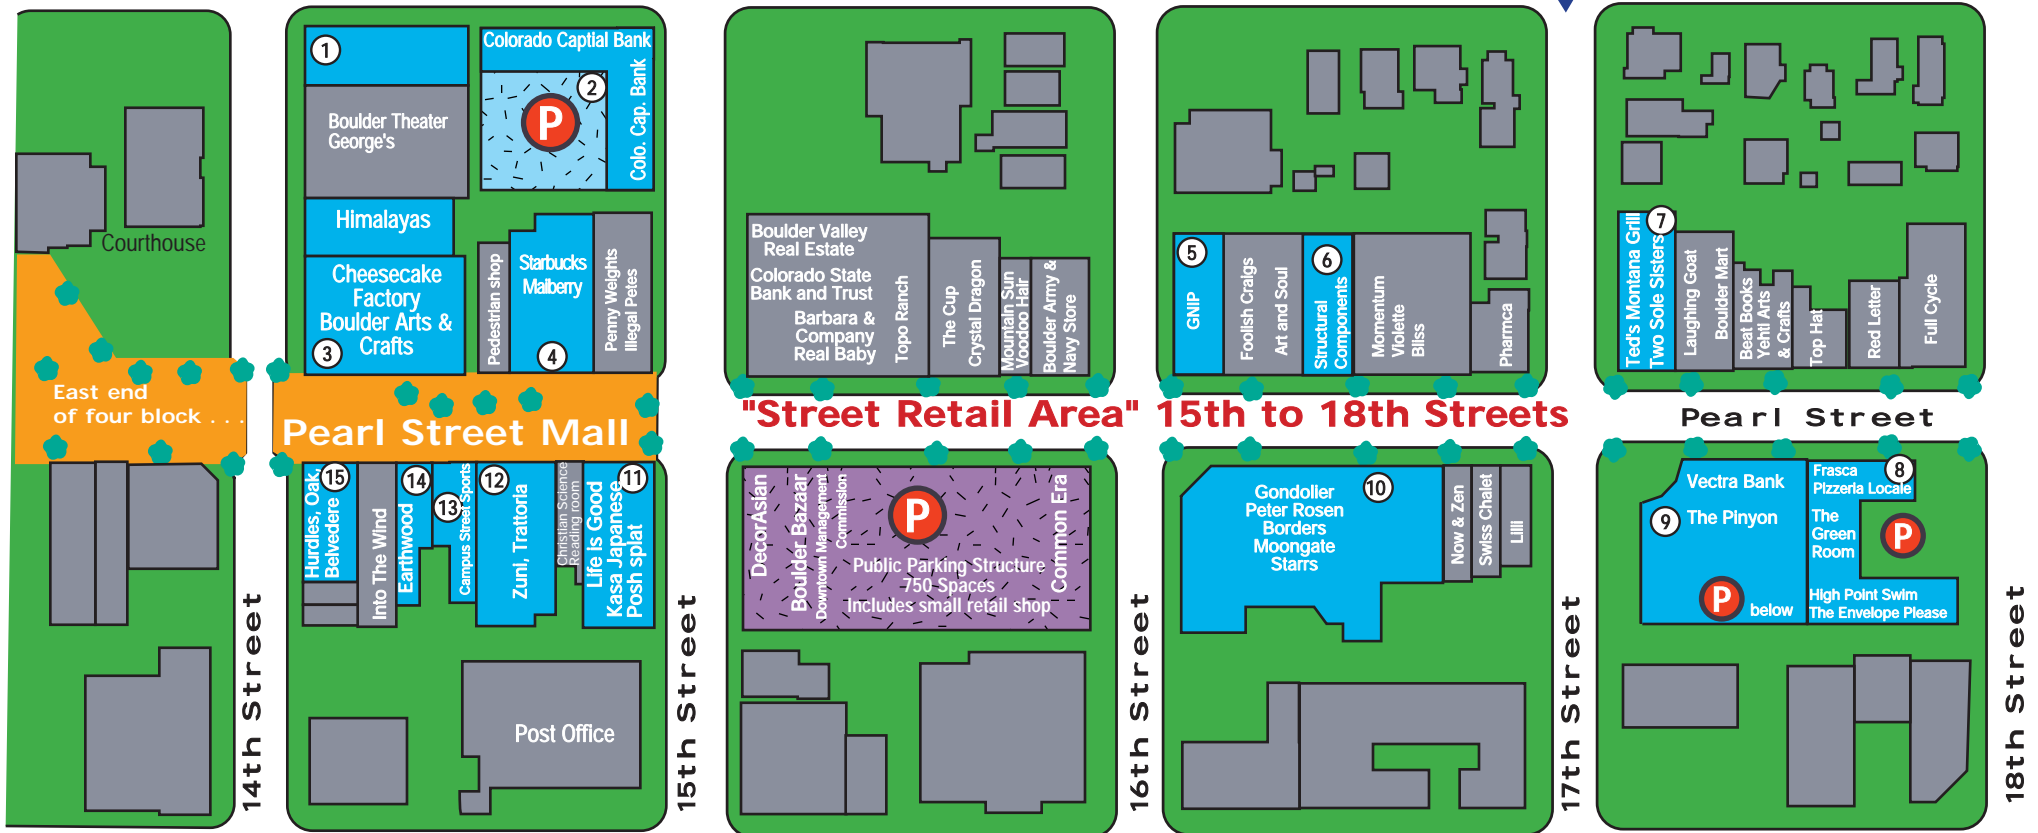 1
Colorado Captial Bank
Colo. Cap. Bank
2
P
Boulder Theater
George's
Himalayas
Cheesecake
Factory
Boulder Arts &
Crafts
3
Pedestrian shop
Starbucks
Malberry
4
Penny Weights
Illegal Petes
Courthouse
East end
of four block . . .
Pearl Street Mall
Boulder Valley
Real Estate
Colorado State
Bank and Trust
Barbara &
Company
Real Baby
Topo Ranch
The Cup
Crystal Dragon
Mountain Sun
Voodoo Hair
Boulder Army &
Navy Store
5
GNIP
Foolish Craigs
Art and Soul
6
Structural
Components
Momentum
Violette
Bliss
Pharmca
7
Ted's Montana Grill
Two Sole Sisters
Laughing Goat
Boulder Mart
Beat Books
Yehti Arts
& Crafts
Top Hat
Red Letter
Full Cycle
"Street Retail Area" 15th to 18th Streets
Pearl Street
15
Hurdles, Oak,
Belvedere
Into The Wind
14
Earthwood
13
Campus Street Sports
12
Zuni, Trattoria
Christian Science
Reading room
11
Life is Good
Kasa Japanese
Posh splat
Post Office
DecorAsian
Boulder Bazaar
Downtown Management
Commission
P
Common Era
Public Parking Structure
-750 Spaces
Includes small retail shop
10
Gondolier
Peter Rosen
Borders
Moongate
Starrs
Now & Zen
Swiss Chalet
Lilli
Vectra Bank
9
The Pinyon
P
below
8
Frasca
Pizzeria Locale
The
Green
Room
P
High Point Swim
The Envelope Please
14th Street
15th Street
16th Street
17th Street
18th Street